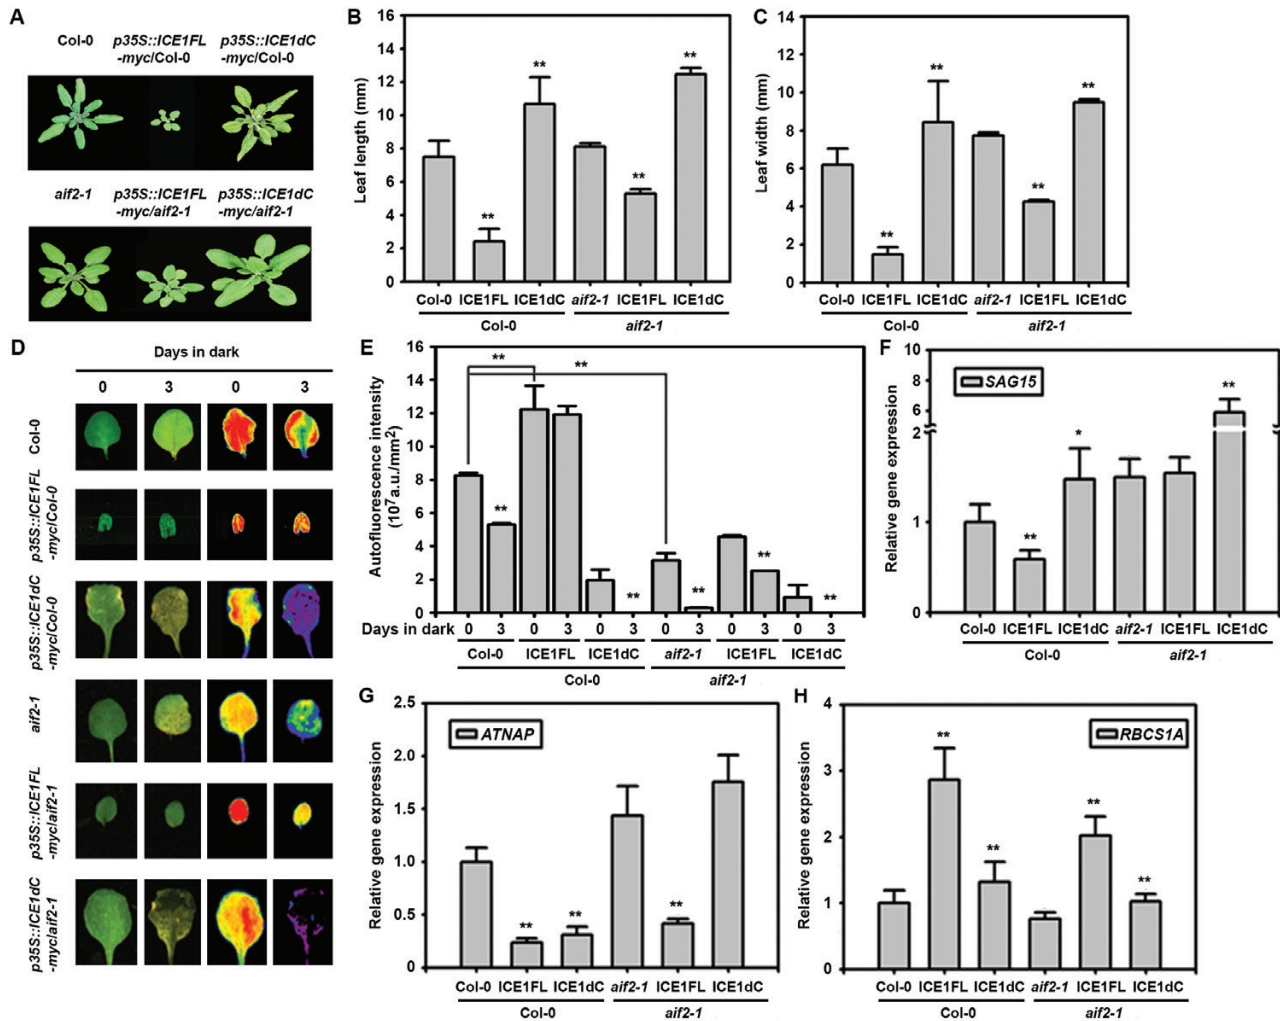 A
Col-0
p35S::ICE1FL
-myc/Col-0
p35S::ICE1dC
-myc/Col-0
aif2-1
p35S::ICE1FL
-myc/aif2-1
p35S::ICE1dC
-myc/aif2-1
B
Leaf length (mm)
16
14
12
10
8
6
4
2
0
**
**
**
**
Col-0 ICE1FL ICE1dC aif2-1 ICE1FL ICE1dC
Col-0 aif2-1
C
Leaf width (mm)
14
12
10
8
6
4
2
0
**
**
**
**
Col-0 ICE1FL ICE1dC aif2-1 ICE1FL ICE1dC
Col-0 aif2-1
D
Days in dark
0 3 0 3
Col-0
p35S::ICE1FL
-myc/Col-0
p35S::ICE1dC
-myc/Col-0
aif2-1
p35S::ICE1FL
-myc/aif2-1
p35S::ICE1dC
-myc/aif2-1
E
Autofluorescence intensity
(10⁷a.u./mm²)
16
14
12
10
8
6
4
2
0
**
**
**
**
**
**
**
Days in dark 0 3 0 3 0 3 0 3 0 3 0 3
Col-0 ICE1FL ICE1dC aif2-1 ICE1FL ICE1dC
Col-0 aif2-1
F
Relative gene expression
10
8
6
2
1
0
SAG15
**
*
**
Col-0 ICE1FL ICE1dC aif2-1 ICE1FL ICE1dC
Col-0 aif2-1
G
Relative gene expression
2.5
2.0
1.5
1.0
0.5
0
ATNAP
**
**
**
Col-0 ICE1FL ICE1dC aif2-1 ICE1FL ICE1dC
Col-0 aif2-1
H
Relative gene expression
4
3
2
1
0
RBCS1A
**
**
**
**
Col-0 ICE1FL ICE1dC aif2-1 ICE1FL ICE1dC
Col-0 aif2-1